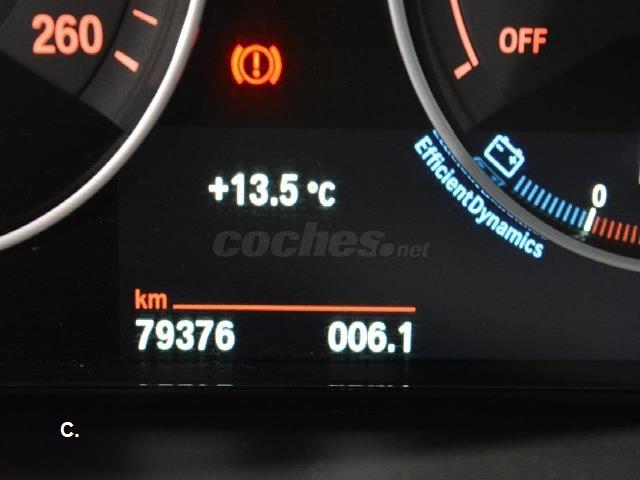 260
OFF
+13.5 °C
EfficientDynamics
0
coches.net
km
79376 006.1
C.